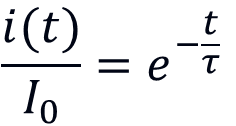 i(t)/I₀ = e^(-t/τ)